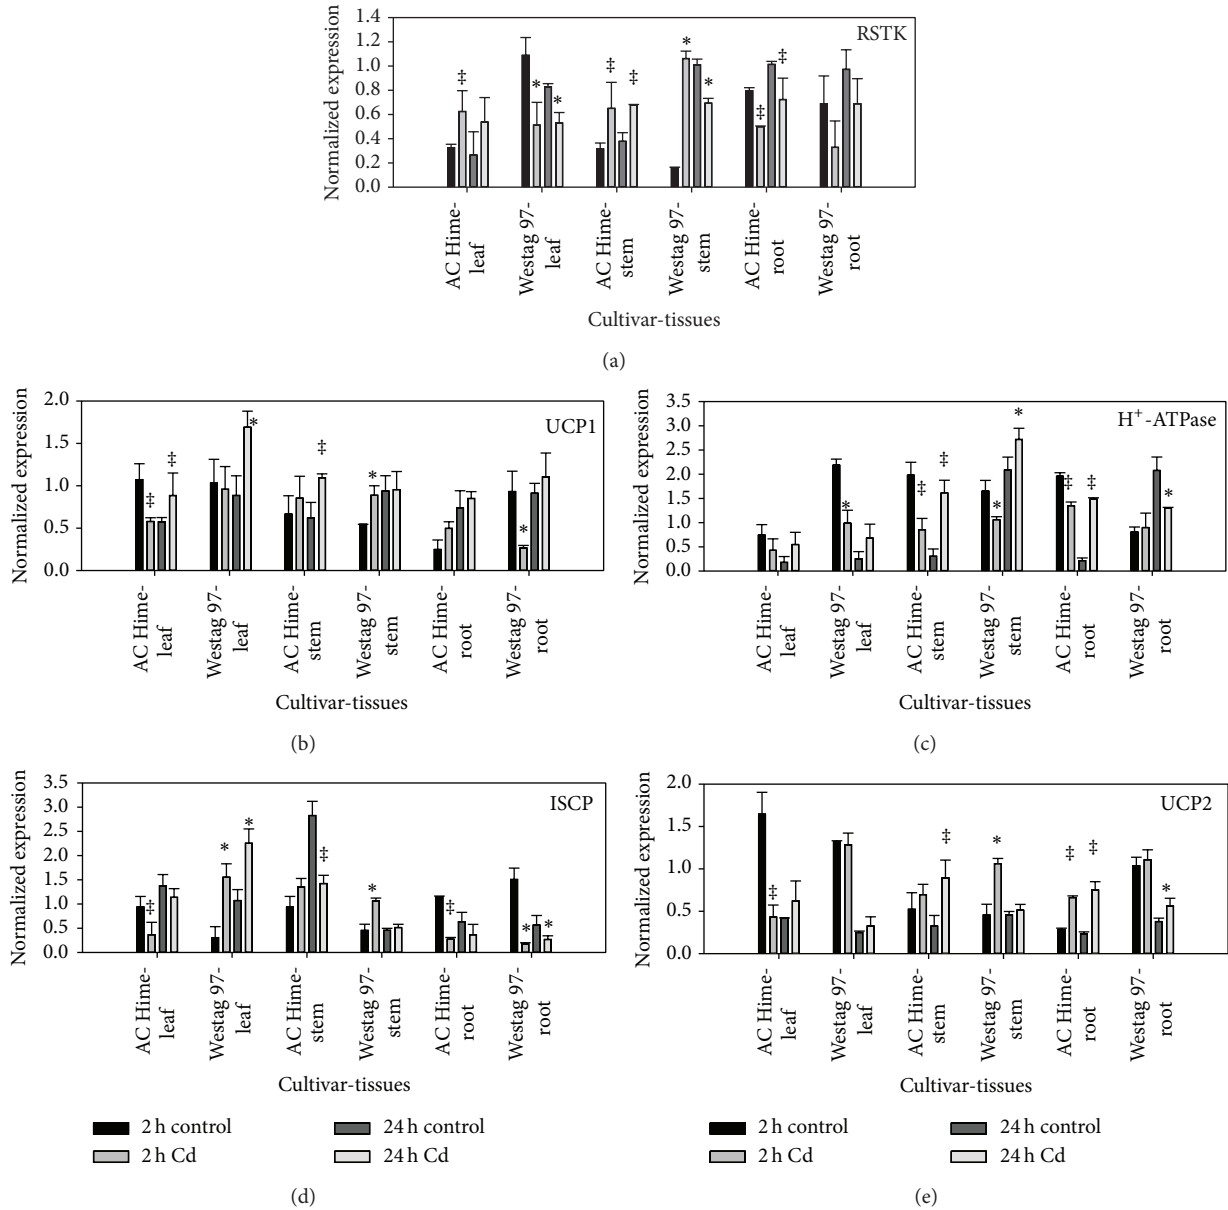 RSTK
Normalized expression
1.4
1.2
1.0
0.8
0.6
0.4
0.2
0.0
‡ * * ‡ ‡ * * ‡ ‡
AC Hime-
leaf
Westag 97-
leaf
AC Hime-
stem
Westag 97-
stem
AC Hime-
root
Westag 97-
root
Cultivar-tissues
(a)
UCP1
Normalized expression
2.0
1.5
1.0
0.5
0.0
‡ ‡ * ‡ * *
AC Hime-
leaf
Westag 97-
leaf
AC Hime-
stem
Westag 97-
stem
AC Hime-
root
Westag 97-
root
Cultivar-tissues
(b)
H⁺-ATPase
Normalized expression
3.5
3.0
2.5
2.0
1.5
1.0
0.5
0.0
* ‡ ‡ * * ‡ ‡ *
AC Hime-
leaf
Westag 97-
leaf
AC Hime-
stem
Westag 97-
stem
AC Hime-
root
Westag 97-
root
Cultivar-tissues
(c)
ISCP
Normalized expression
3.5
3.0
2.5
2.0
1.5
1.0
0.5
0.0
‡ * * ‡ * ‡ * *
AC Hime-
leaf
Westag 97-
leaf
AC Hime-
stem
Westag 97-
stem
AC Hime-
root
Westag 97-
root
Cultivar-tissues
2 h control
2 h Cd
24 h control
24 h Cd
(d)
UCP2
Normalized expression
2.0
1.5
1.0
0.5
0.0
‡ ‡ * ‡ ‡ *
AC Hime-
leaf
Westag 97-
leaf
AC Hime-
stem
Westag 97-
stem
AC Hime-
root
Westag 97-
root
Cultivar-tissues
2 h control
2 h Cd
24 h control
24 h Cd
(e)